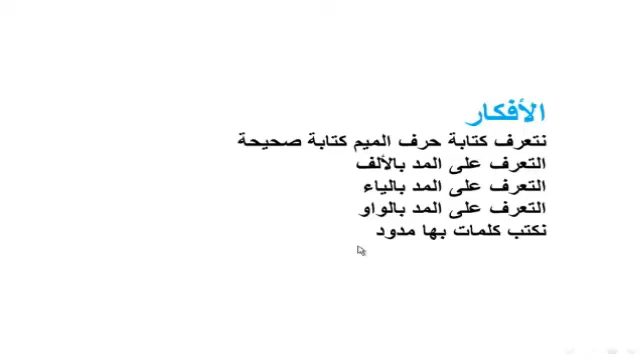 الأفكار
نتعرف كتابة حرف الميم كتابة صحيحة
التعرف على المد بالألف
التعرف على المد بالياء
التعرف على المد بالواو
نكتب كلمات بها مدود